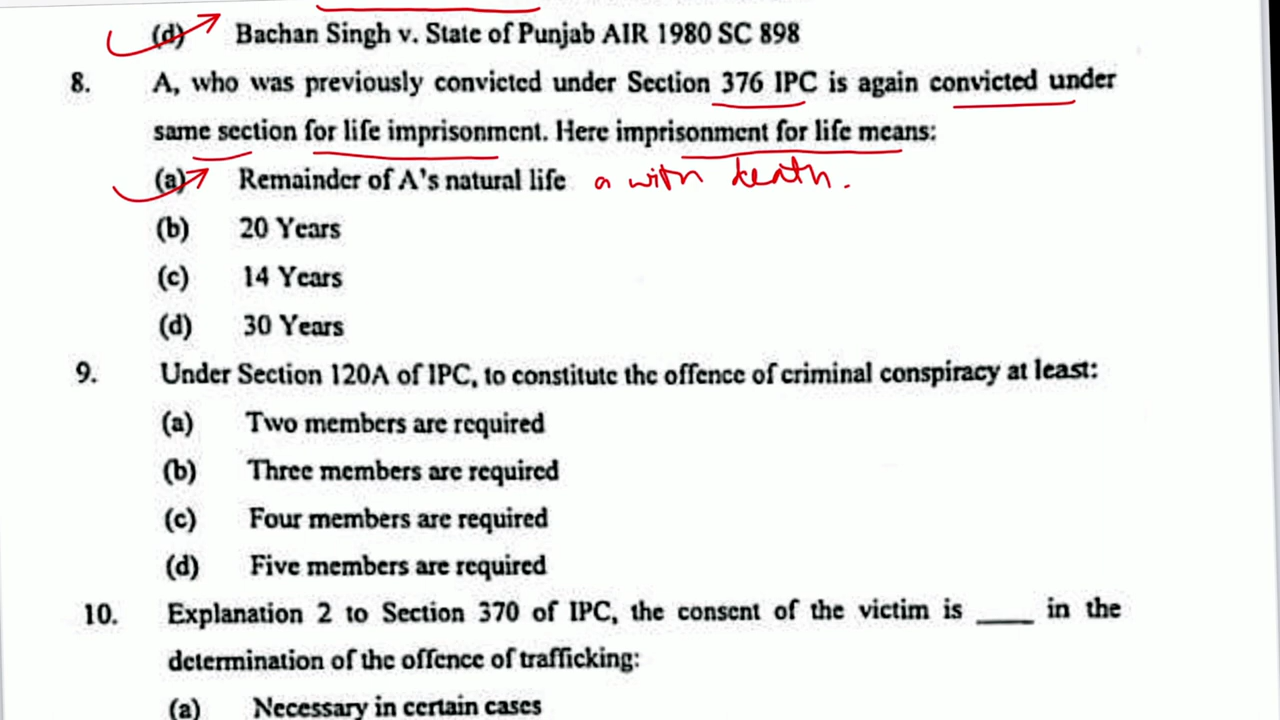 (d) Bachan Singh v. State of Punjab AIR 1980 SC 898
8. A, who was previously convicted under Section 376 IPC is again convicted under
same section for life imprisonment. Here imprisonment for life means:
(a) Remainder of A's natural life a with death.
(b) 20 Years
(c) 14 Years
(d) 30 Years
9. Under Section 120A of IPC, to constitute the offence of criminal conspiracy at least:
(a) Two members are required
(b) Three members are required
(c) Four members are required
(d) Five members are required
10. Explanation 2 to Section 370 of IPC, the consent of the victim is ____ in the
determination of the offence of trafficking:
(a) Necessary in certain cases